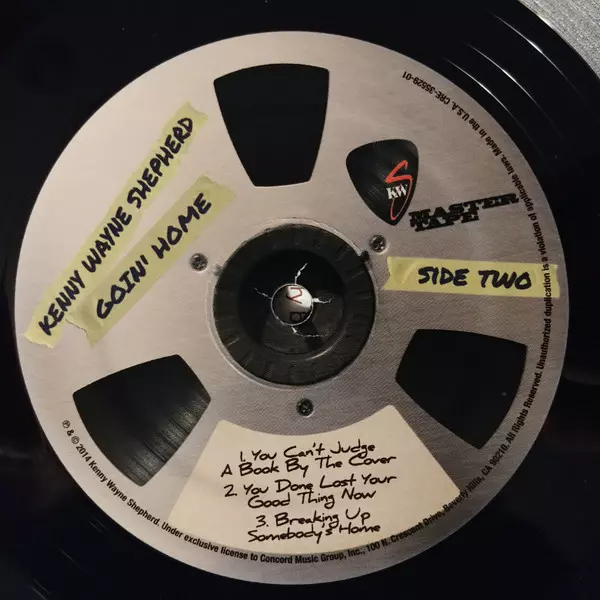 KENNY WAYNE SHEPHERD
GOIN' HOME
KWS
MASTER
TAPE!
SIDE TWO
1. You Can't Judge
A Book By The Cover
2. You Done Lost Your
Good Thing Now
3. Breaking Up
Somebody's Home
℗ & © 2014 Kenny Wayne Shepherd. Under exclusive license to Concord Music Group, Inc., 100 N. Crescent Drive, Beverly Hills, CA 90210. All Rights Reserved. Unauthorized duplication is a violation of applicable laws. Made in the U.S.A. CRE-35529-01